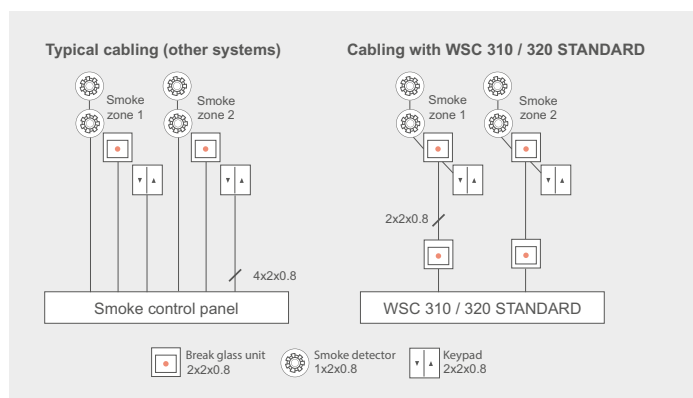 Typical cabling (other systems)
Cabling with WSC 310 / 320 STANDARD
Smoke
zone 1
Smoke
zone 2
Smoke
zone 1
Smoke
zone 2
2x2x0.8
4x2x0.8
Smoke control panel
WSC 310 / 320 STANDARD
Break glass unit
2x2x0.8
Smoke detector
1x2x0.8
Keypad
2x2x0.8